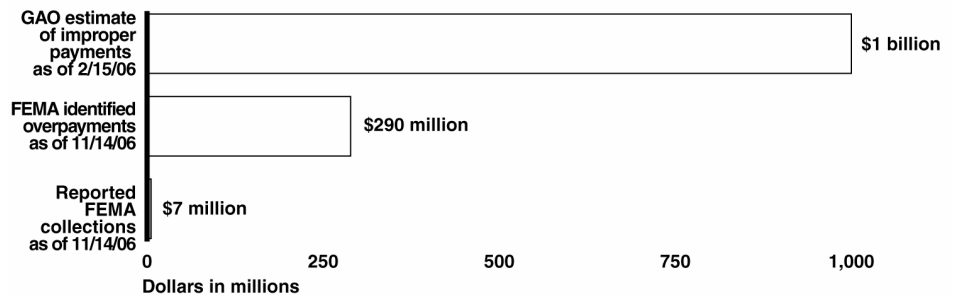 GAO estimate
of improper
payments
as of 2/15/06
$1 billion
FEMA identified
overpayments
as of 11/14/06
$290 million
Reported
FEMA
collections
as of 11/14/06
$7 million
0 250 500 750 1,000
Dollars in millions